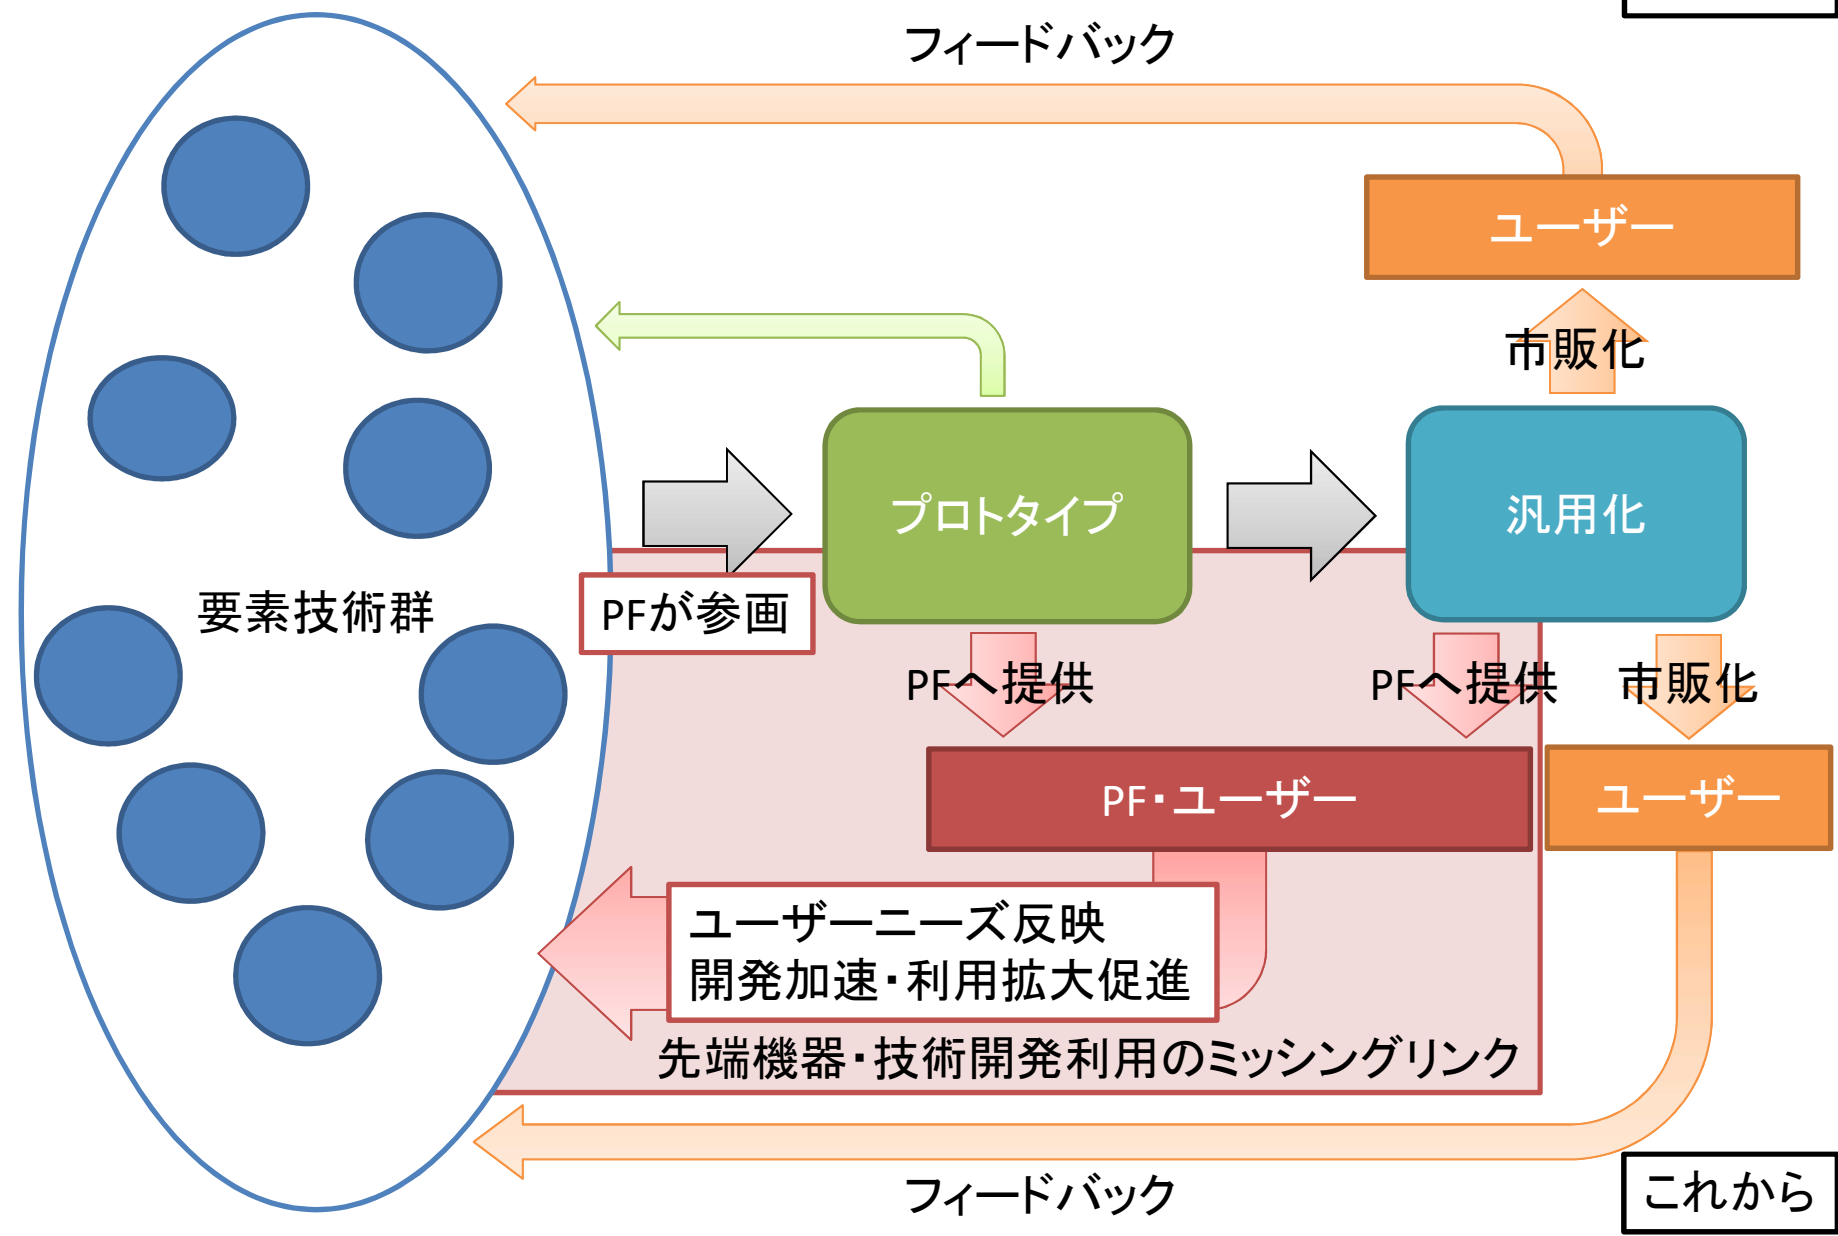 フィードバック
ユーザー
市販化
プロトタイプ
汎用化
要素技術群
PFが参画
PFへ提供
PFへ提供
市販化
PF・ユーザー
ユーザー
ユーザーニーズ反映
開発加速・利用拡大促進
先端機器・技術開発利用のミッシングリンク
フィードバック
これから